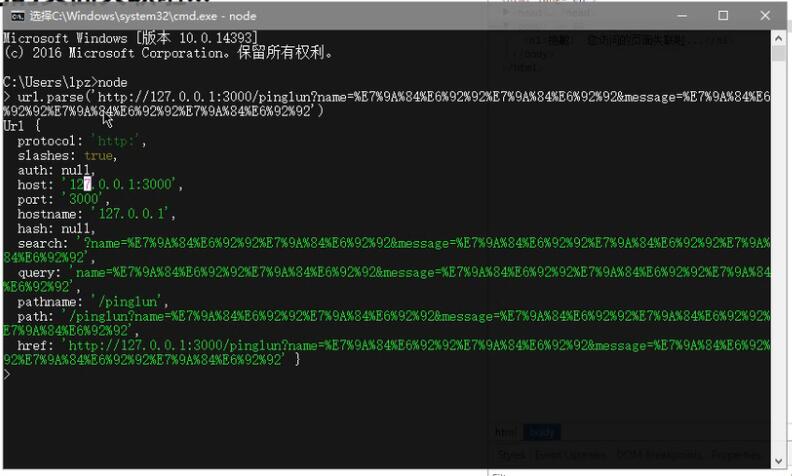 选择C:\Windows\system32\cmd.exe - node
Microsoft Windows [版本 10.0.14393]
(c) 2016 Microsoft Corporation。保留所有权利。
C:\Users\lpz>node
> url.parse('http://127.0.0.1:3000/pinglun?name=%E7%9A%84%E6%92%92%E7%9A%84%E6%92%92&message=%E7%9A%84%E6
%92%92%E7%9A%84%E6%92%92%E7%9A%84%E6%92%92')
Url {
protocol: 'http:',
slashes: true,
auth: null,
host: '127.0.0.1:3000',
port: '3000',
hostname: '127.0.0.1',
hash: null,
search: '?name=%E7%9A%84%E6%92%92%E7%9A%84%E6%92%92&message=%E7%9A%84%E6%92%92%E7%9A%84%E6%92%92%E7%9A%
84%E6%92%92',
query: 'name=%E7%9A%84%E6%92%92%E7%9A%84%E6%92%92&message=%E7%9A%84%E6%92%92%E7%9A%84%E6%92%92%E7%9A%84
%E6%92%92',
pathname: '/pinglun',
path: '/pinglun?name=%E7%9A%84%E6%92%92%E7%9A%84%E6%92%92&message=%E7%9A%84%E6%92%92%E7%9A%84%E6%92%92%
E7%9A%84%E6%92%92',
href: 'http://127.0.0.1:3000/pinglun?name=%E7%9A%84%E6%92%92%E7%9A%84%E6%92%92&message=%E7%9A%84%E6%92%
92%E7%9A%84%E6%92%92%E7%9A%84%E6%92%92' }
>
html body
Styles Event Listeners DOM Breakpoints Properties